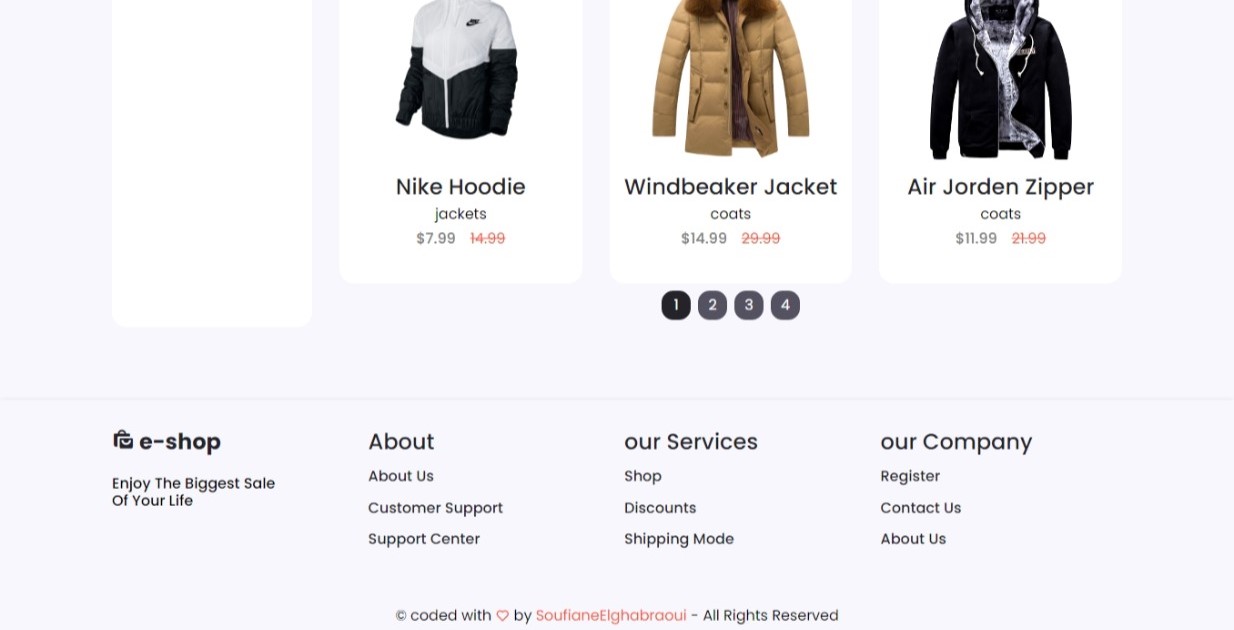 Nike Hoodie
jackets
$7.99 14.99
Windbeaker Jacket
coats
$14.99 29.99
Air Jorden Zipper
coats
$11.99 21.99
1 2 3 4
e-shop
Enjoy The Biggest Sale
Of Your Life
About
About Us
Customer Support
Support Center
our Services
Shop
Discounts
Shipping Mode
our Company
Register
Contact Us
About Us
© coded with ♡ by SoufianeElghabraoui - All Rights Reserved